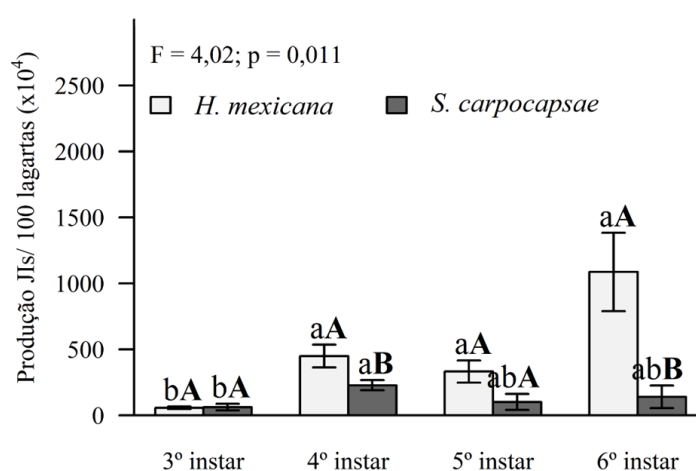 F = 4,02; p = 0,011
H. mexicana
S. carpocapsae
Produção JIs/ 100 lagartas (x10⁴)
2500
2000
1500
1000
500
0
bA
bA
aA
aB
aA
abA
aA
abB
3º instar
4º instar
5º instar
6º instar